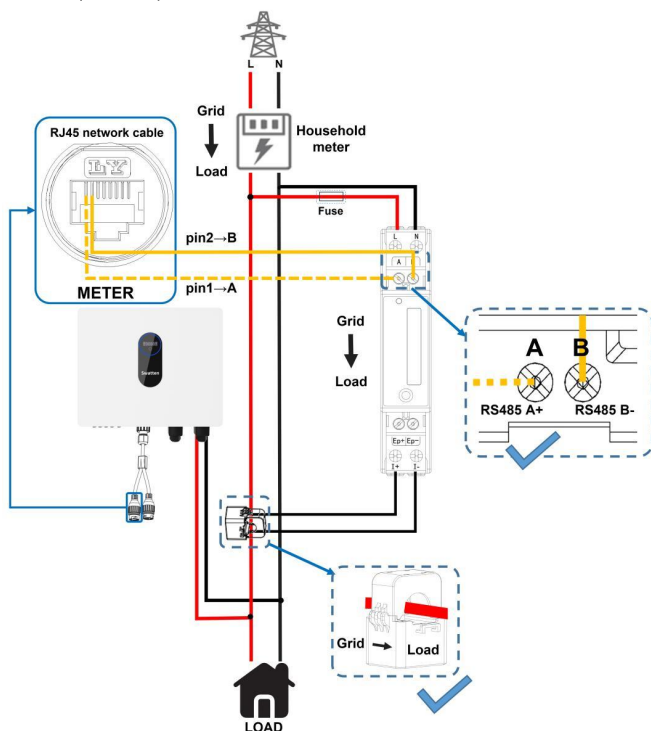 L N
Grid
Load
Household
meter
RJ45 network cable
LY
METER
Fuse
pin2→B
pin1→A
L N
A
Grid
Load
A B
RS485 A+ RS485 B-
Ep+ Ep-
I+ I-
Grid Load
LOAD